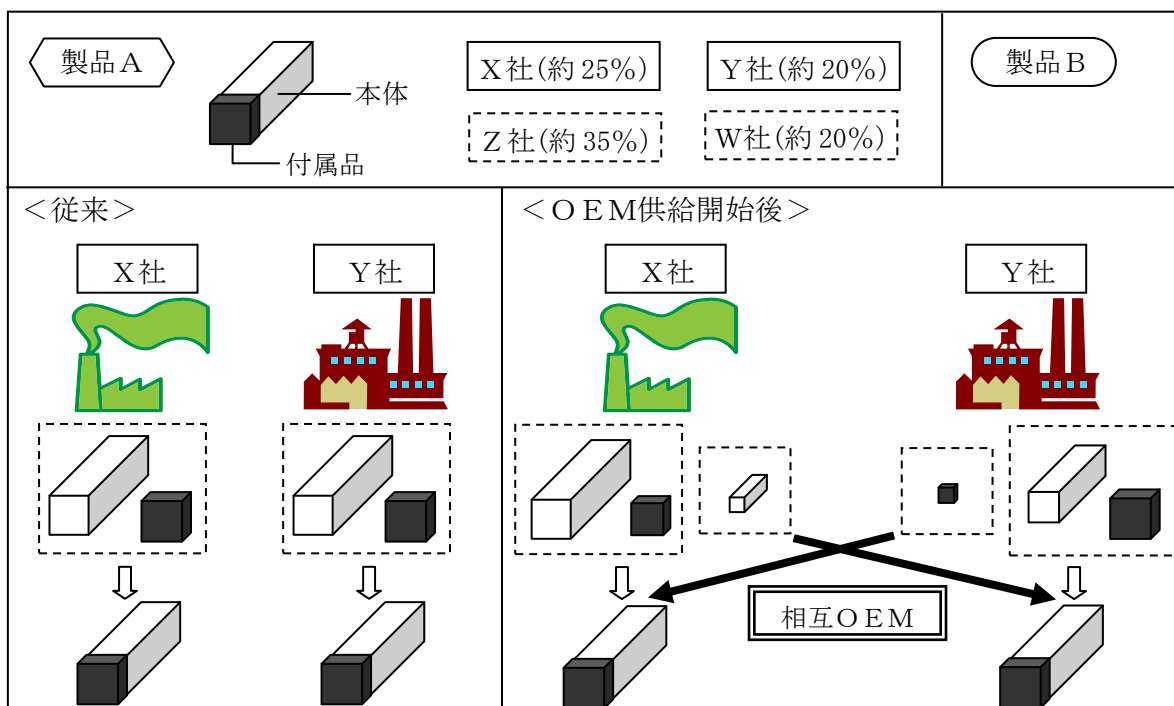 製品A
本体
付属品
X社(約25%)
Y社(約20%)
Z社(約35%)
W社(約20%)
製品B
<従来>
X社
Y社
<OEM供給開始後>
X社
Y社
相互OEM